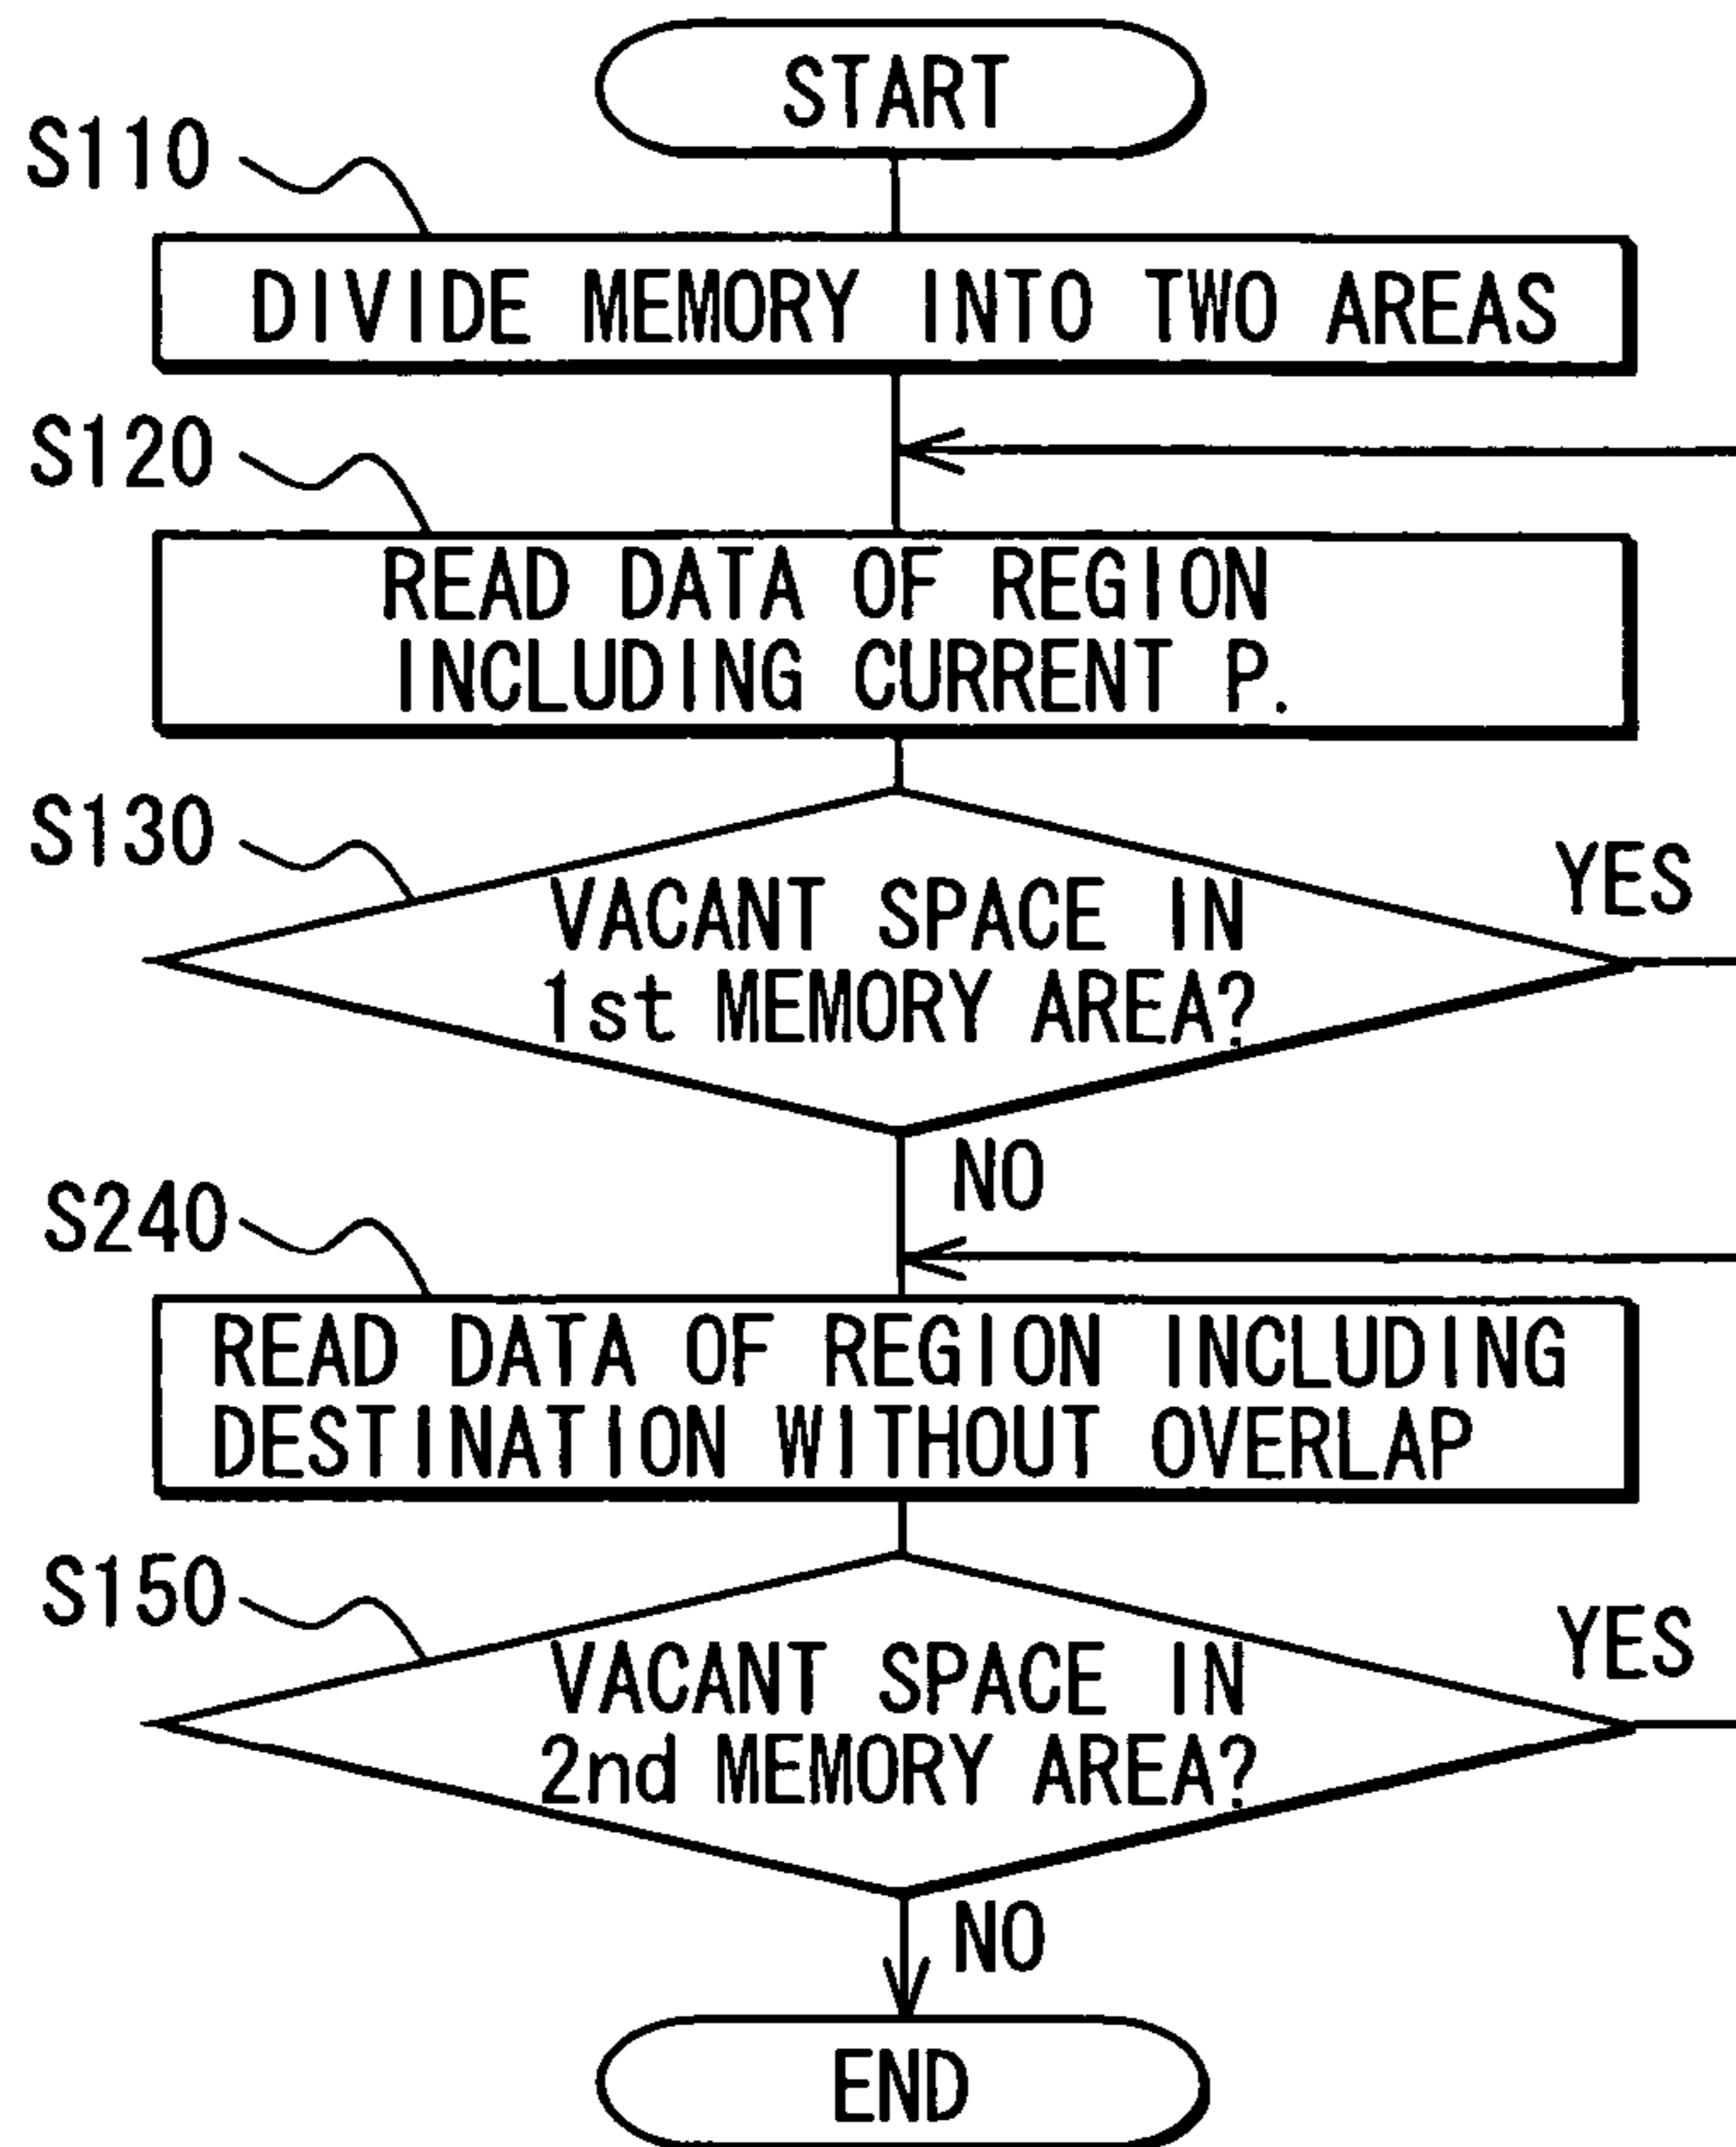 START
S110
DIVIDE MEMORY INTO TWO AREAS
S120
READ DATA OF REGION
INCLUDING CURRENT P.
S130
VACANT SPACE IN
1st MEMORY AREA?
YES
NO
S240
READ DATA OF REGION INCLUDING
DESTINATION WITHOUT OVERLAP
S150
VACANT SPACE IN
2nd MEMORY AREA?
YES
NO
END